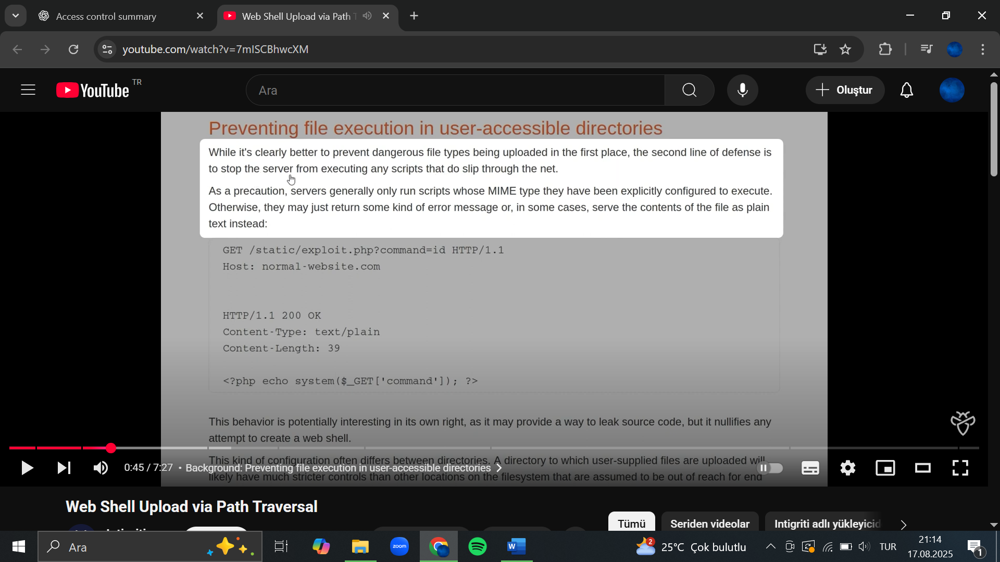 Access control summary
Web Shell Upload via Path T
youtube.com/watch?v=7mlSCBhwcXM
YouTube TR
Ara
Oluştur
Preventing file execution in user-accessible directories
While it's clearly better to prevent dangerous file types being uploaded in the first place, the second line of defense is
to stop the server from executing any scripts that do slip through the net.
As a precaution, servers generally only run scripts whose MIME type they have been explicitly configured to execute.
Otherwise, they may just return some kind of error message or, in some cases, serve the contents of the file as plain
text instead:
GET /static/exploit.php?command=id HTTP/1.1
Host: normal-website.com
HTTP/1.1 200 OK
Content-Type: text/plain
Content-Length: 39
<?php echo system($_GET['command']); ?>
This behavior is potentially interesting in its own right, as it may provide a way to leak source code, but it nullifies any
attempt to create a web shell.
This kind of configuration often differs between directories. A directory to which user-supplied files are uploaded will
likely have much stricter controls than other locations on the filesystem that are assumed to be out of reach for end
0:45 / 7:27 • Background: Preventing file execution in user-accessible directories
Web Shell Upload via Path Traversal
Tümü
Seriden videolar
Intigriti adlı yükleyicid
Ara
zoom
W
2
25°C Çok bulutlu
TUR
21:14
17.08.2025
1